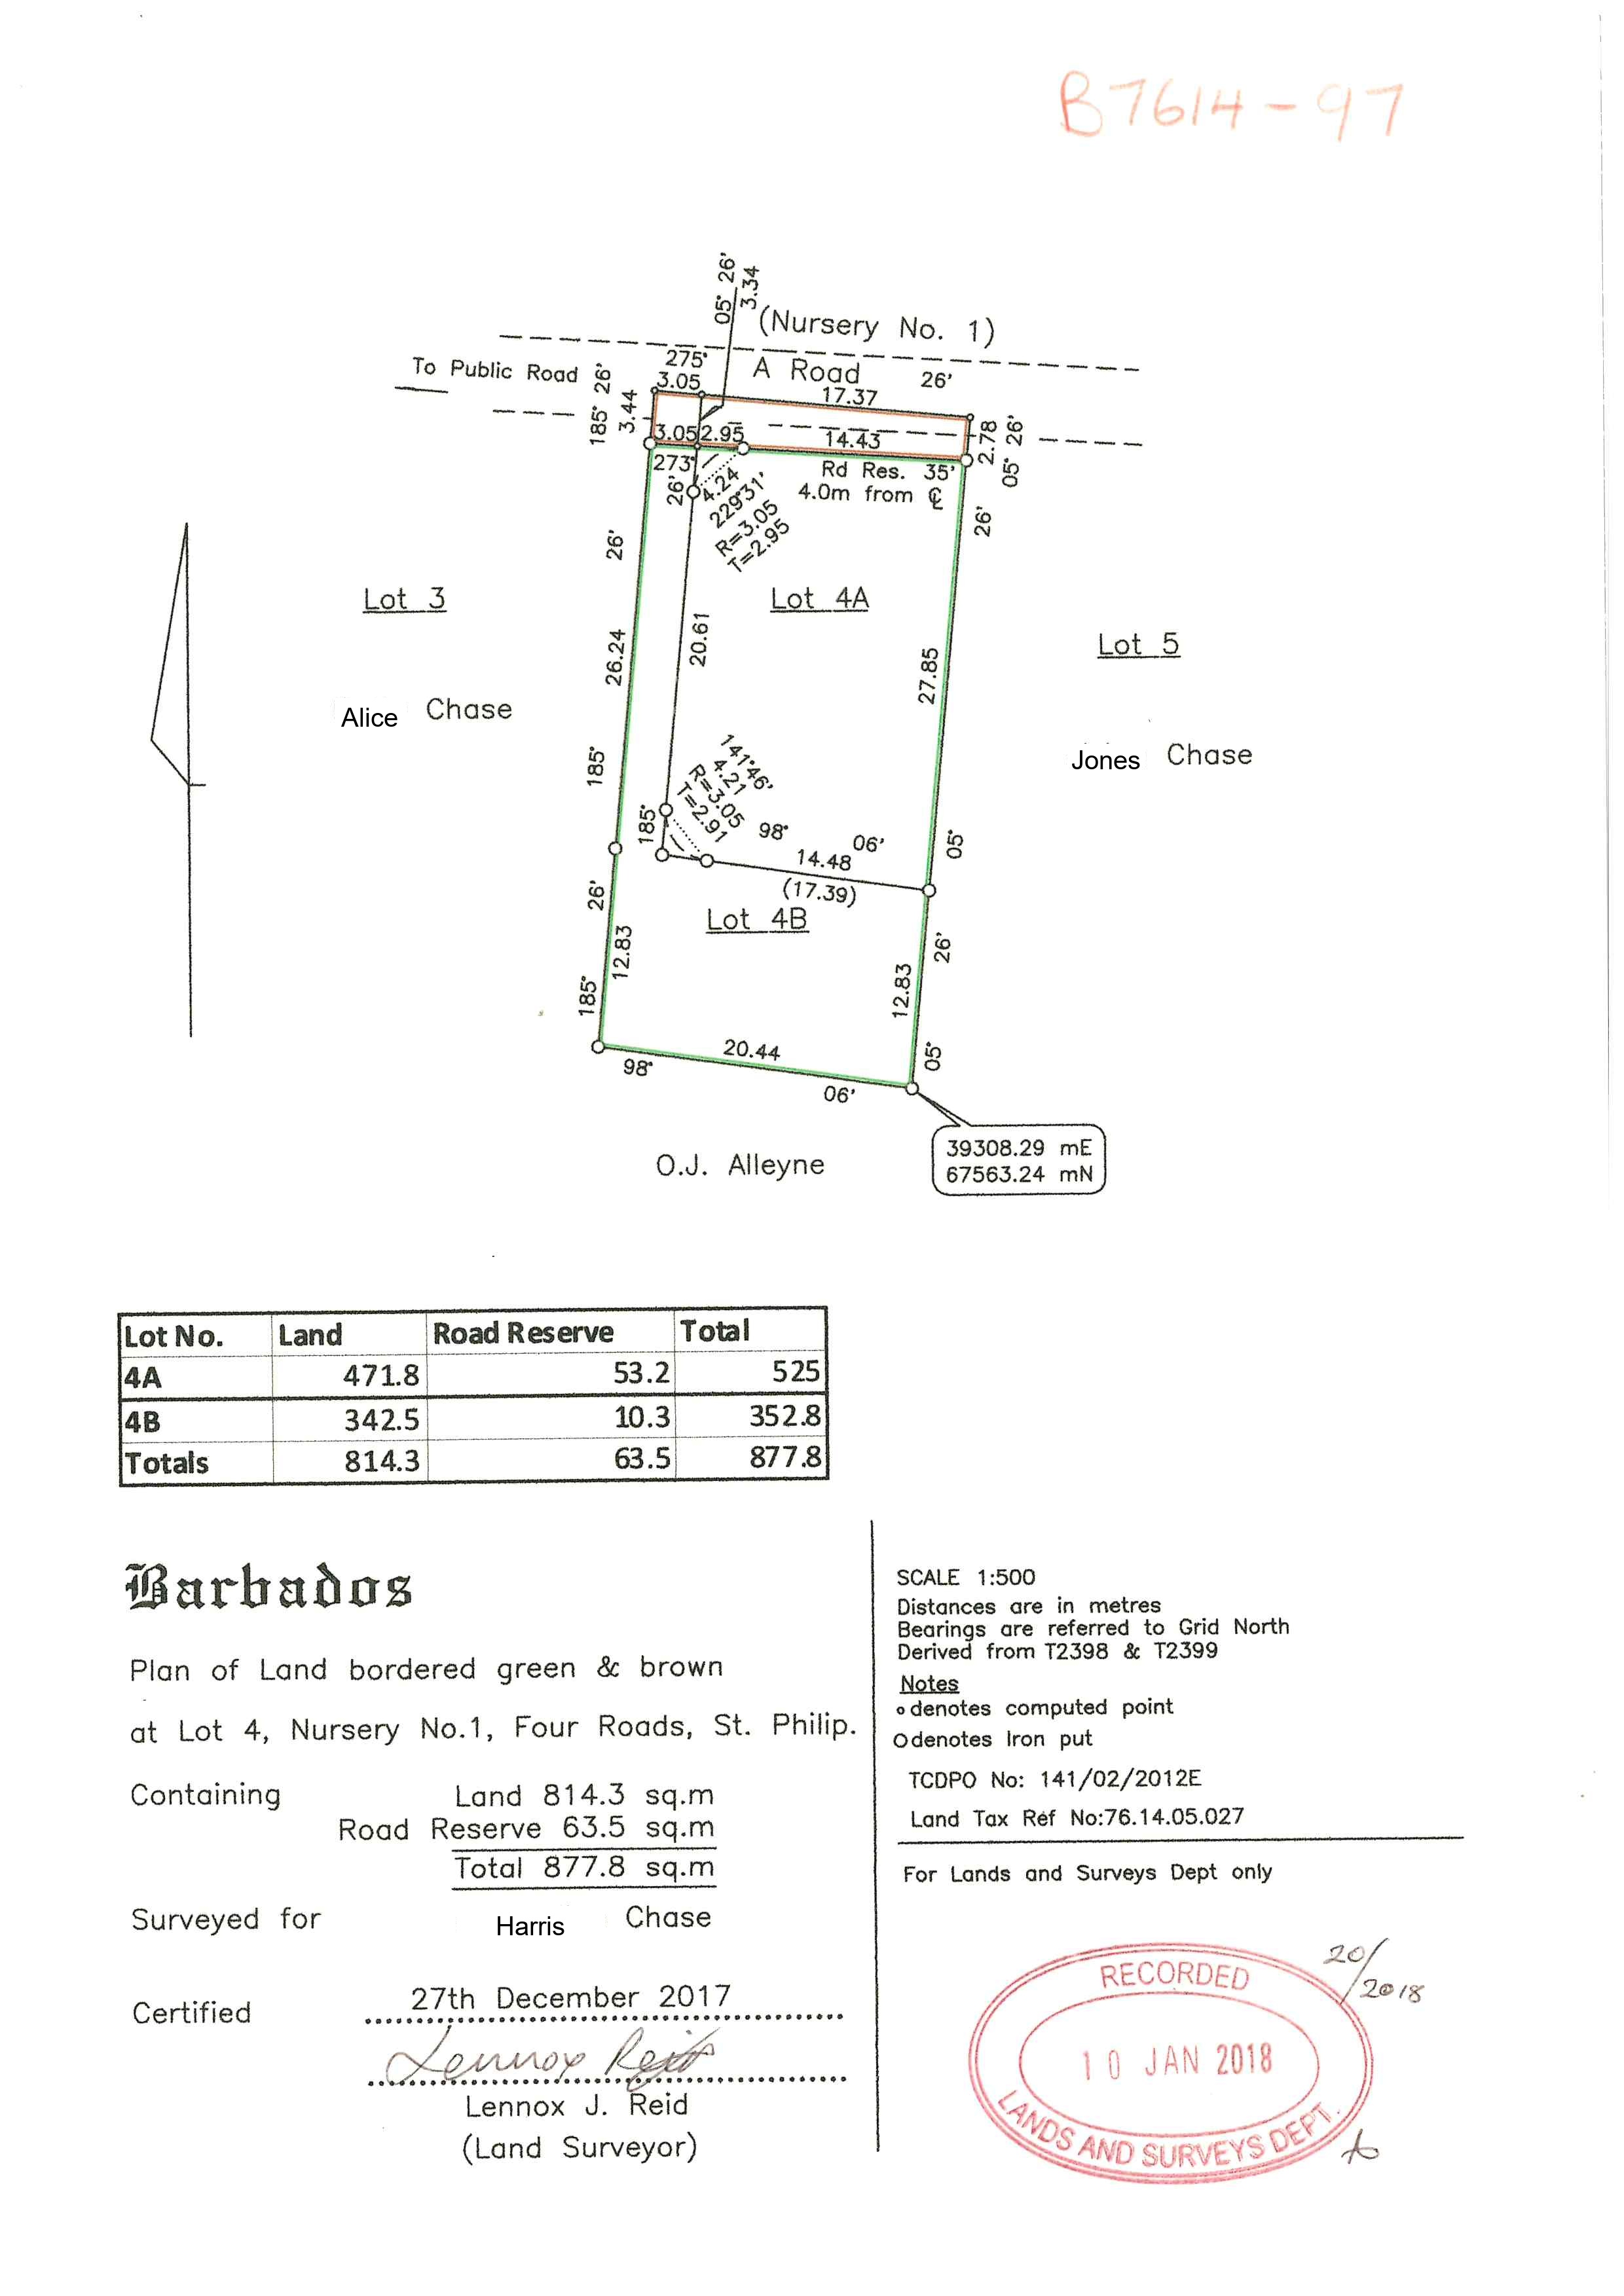 B7614-97
05° 26'
3.34
(Nursery No. 1)
To Public Road
275°
A Road
26'
3.05
17.37
185° 26'
3.44
3.05
2.95
14.43
2.78
05° 26'
273°
Rd Res. 35'
4.0m from ℄
26'
4.24
229°31'
R=3.05
T=2.95
26'
26'
Lot 3
Lot 4A
Lot 5
20.61
26.24
27.85
Alice Chase
Jones Chase
185°
141°46'
4.21
R=3.05
T=2.91
185°
98°
06'
05°
14.48
(17.39)
26'
Lot 4B
26'
12.83
12.83
185°
20.44
98°
06'
05°
39308.29 mE
67563.24 mN
O.J. Alleyne
Lot No. Land Road Reserve Total
4A 471.8 53.2 525
4B 342.5 10.3 352.8
Totals 814.3 63.5 877.8
Barbados
Plan of Land bordered green & brown
at Lot 4, Nursery No.1, Four Roads, St. Philip.
Containing Land 814.3 sq.m
Road Reserve 63.5 sq.m
Total 877.8 sq.m
Surveyed for Harris Chase
Certified 27th December 2017
Lennox Reid
Lennox J. Reid
(Land Surveyor)
SCALE 1:500
Distances are in metres
Bearings are referred to Grid North
Derived from T2398 & T2399
Notes
o denotes computed point
O denotes Iron put
TCDPO No: 141/02/2012E
Land Tax Ref No:76.14.05.027
For Lands and Surveys Dept only
20/2018
RECORDED
10 JAN 2018
LANDS AND SURVEYS DEPT.